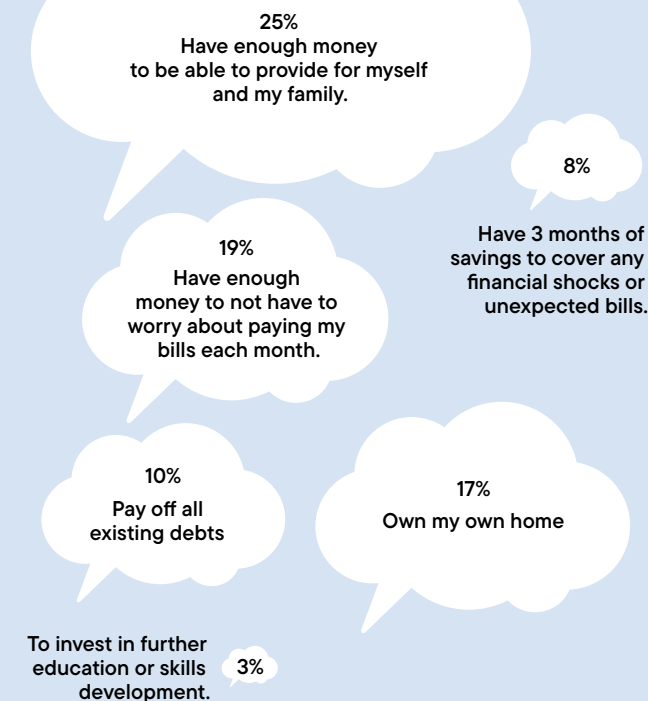 25%
Have enough money
to be able to provide for myself
and my family.
8%
Have 3 months of
savings to cover any
financial shocks or
unexpected bills.
19%
Have enough
money to not have to
worry about paying my
bills each month.
10%
Pay off all
existing debts
17%
Own my own home
To invest in further
education or skills
development.
3%